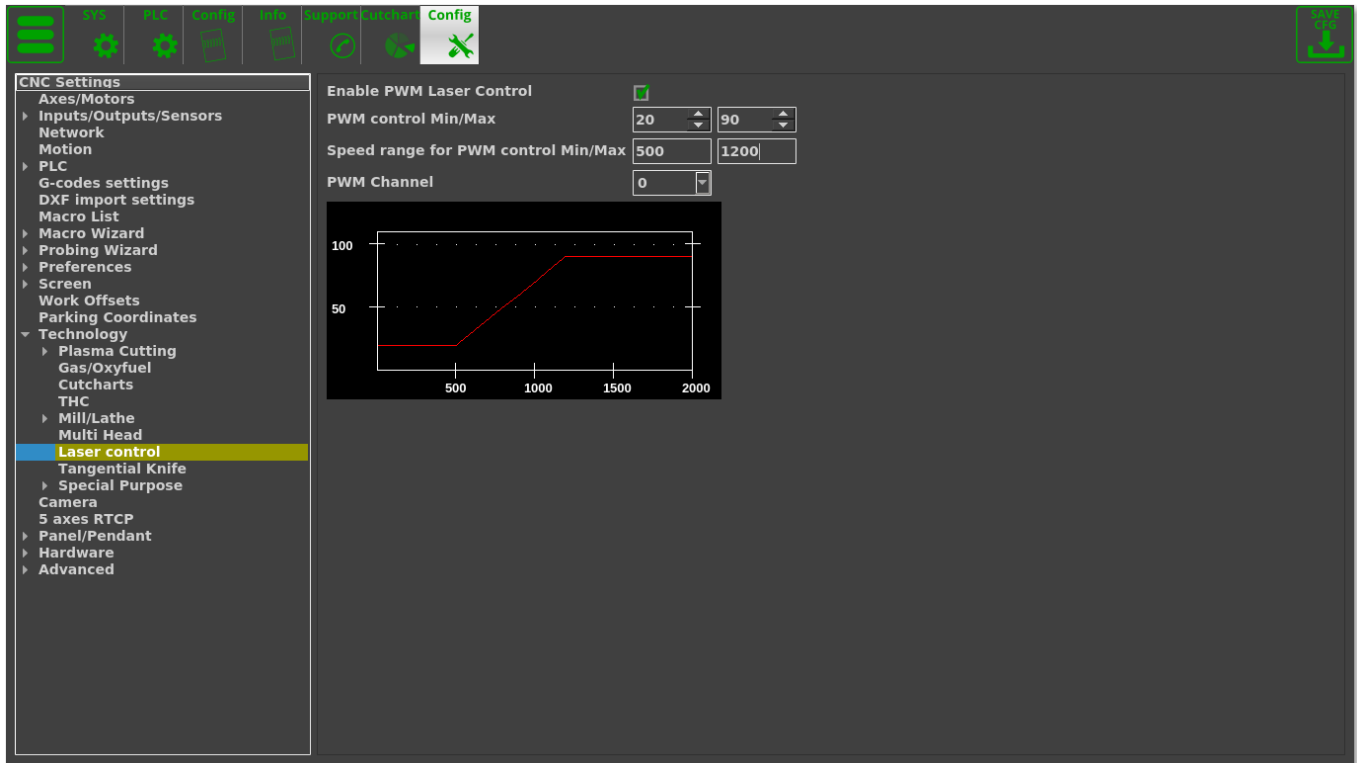 SYS PLC Config Info Support Cutchart Config SAVE CFG
CNC Settings
Axes/Motors
Inputs/Outputs/Sensors
Network
Motion
PLC
G-codes settings
DXF import settings
Macro List
Macro Wizard
Probing Wizard
Preferences
Screen
Work Offsets
Parking Coordinates
Technology
Plasma Cutting
Gas/Oxyfuel
Cutcharts
THC
Mill/Lathe
Multi Head
Laser control
Tangential Knife
Special Purpose
Camera
5 axes RTCP
Panel/Pendant
Hardware
Advanced
Enable PWM Laser Control
PWM control Min/Max 20 90
Speed range for PWM control Min/Max 500 1200
PWM Channel 0
100
50
500 1000 1500 2000